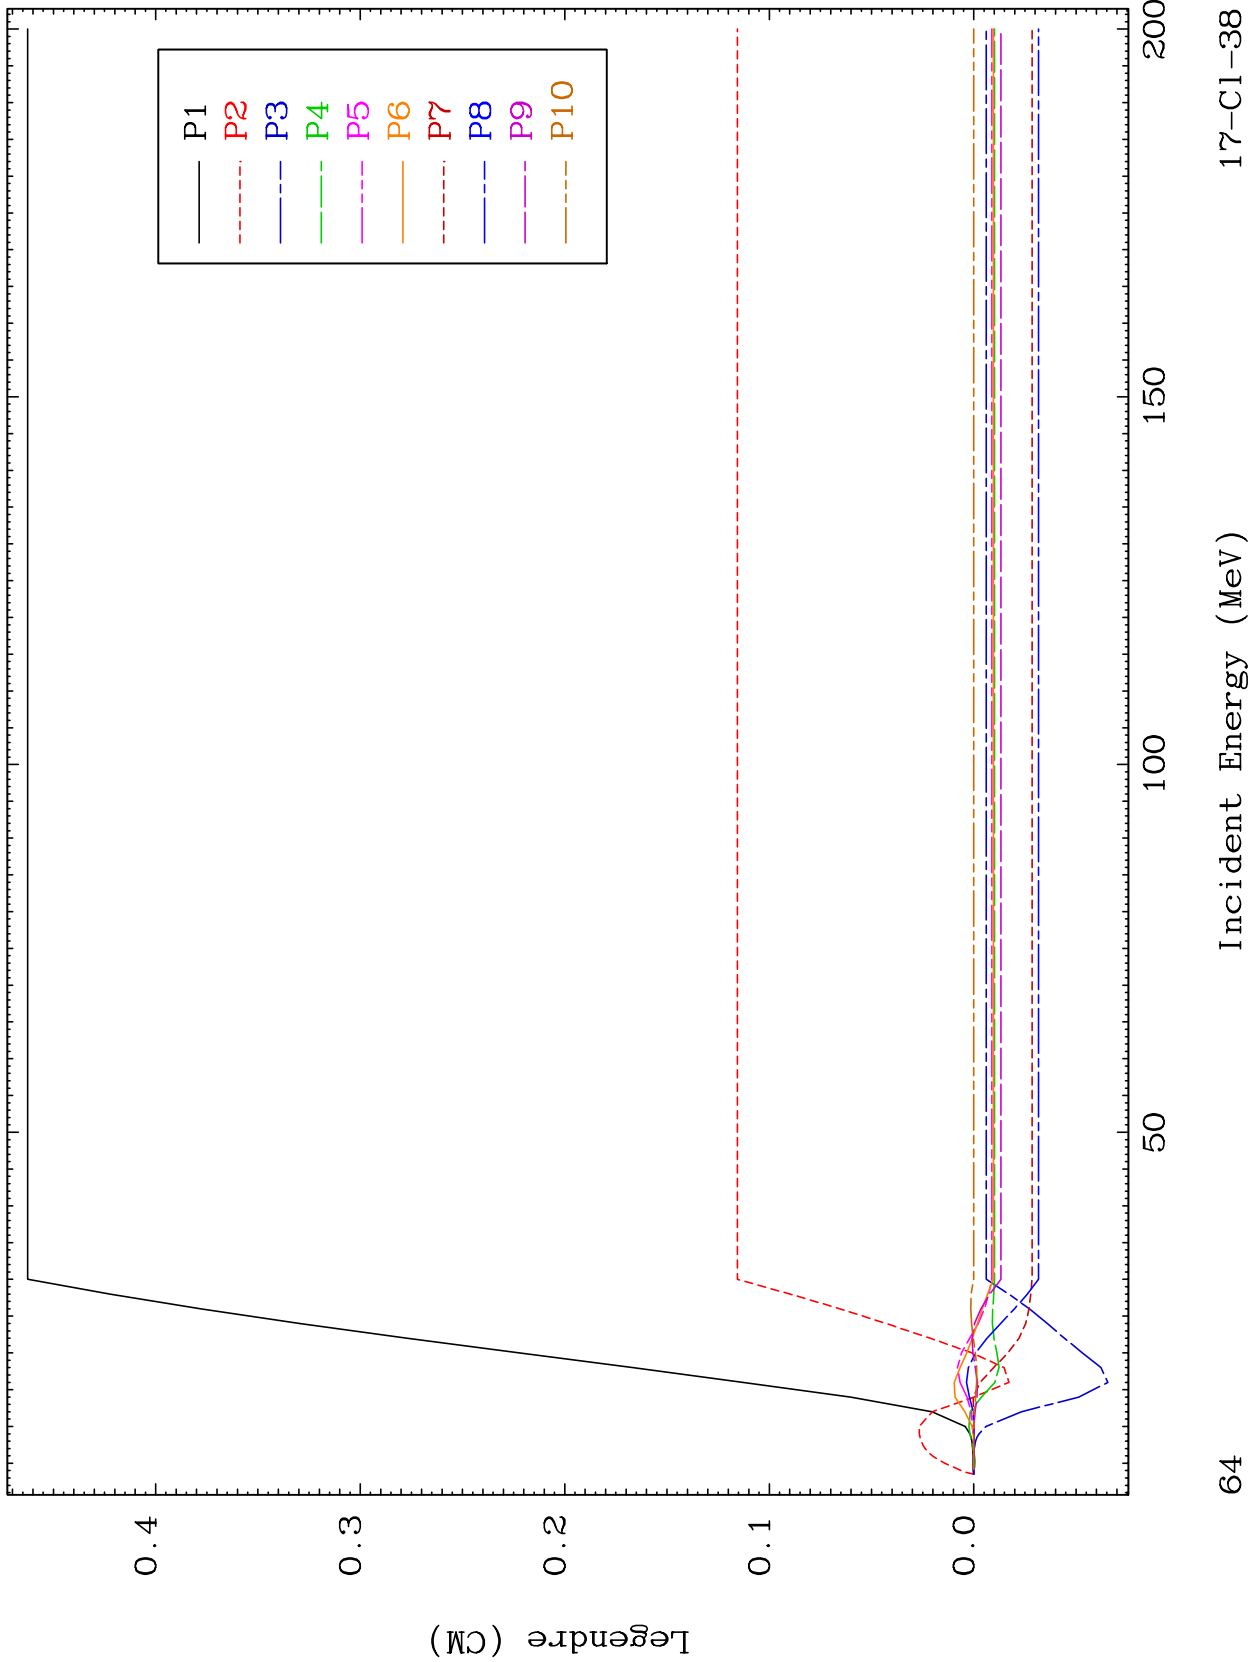 Legendre (CM)
0.4
0.3
0.2
0.1
0.0
P1
P2
P3
P4
P5
P6
P7
P8
P9
P10
50
100
150
200
64
Incident Energy (MeV)
17-Cl-38